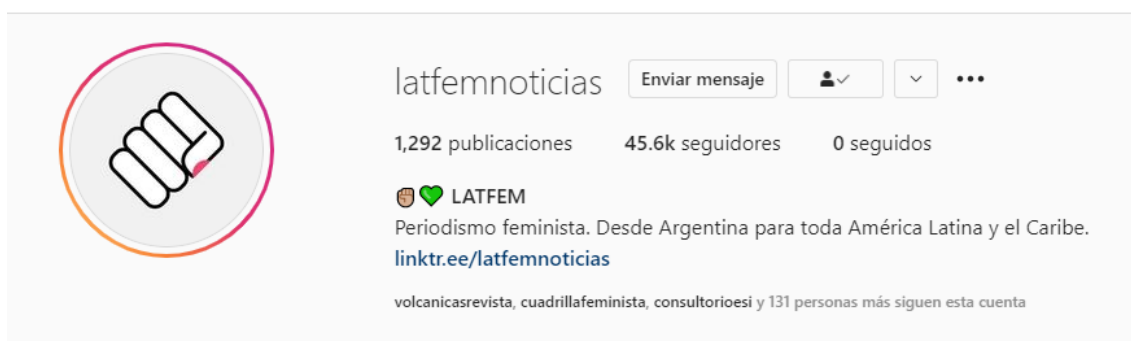 latfemnoticias Enviar mensaje
1,292 publicaciones 45.6k seguidores 0 seguidos
✊🏽💚 LATFEM
Periodismo feminista. Desde Argentina para toda América Latina y el Caribe.
linktr.ee/latfemnoticias
volcanicasrevista, cuadrillafeminista, consultorioesi y 131 personas más siguen esta cuenta